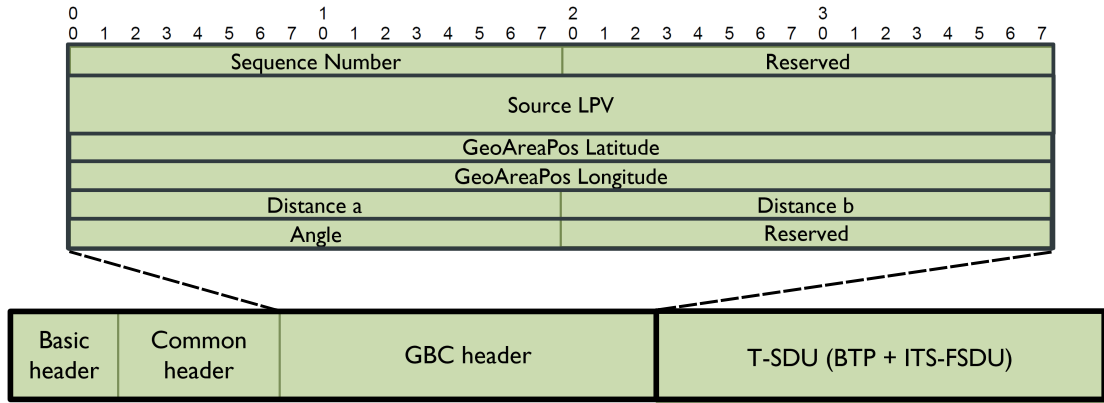 0 1 2 3
0 1 2 3 4 5 6 7 0 1 2 3 4 5 6 7 0 1 2 3 4 5 6 7 0 1 2 3 4 5 6 7
Sequence Number Reserved
Source LPV
GeoAreaPos Latitude
GeoAreaPos Longitude
Distance a Distance b
Angle Reserved
Basic
header
Common
header
GBC header
T-SDU (BTP + ITS-FSDU)